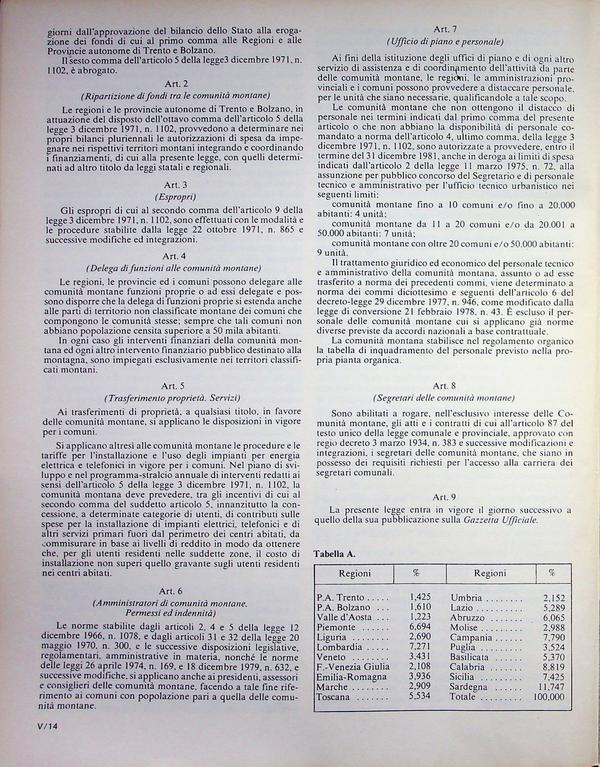 giorni dall'approvazione del bilancio dello Stato alla eroga-
zione dei fondi di cui al primo comma alle Regioni e alle
Provincie autonome di Trento e Bolzano.
Il sesto comma dell'articolo 5 della legge3 dicembre 1971, n.
1102, è abrogato.
Art. 2
(Ripartizione di fondi tra le comunità montane)
Le regioni e le provincie autonome di Trento e Bolzano, in
attuazione del disposto dell'ottavo comma dell'articolo 5 della
legge 3 dicembre 1971, n. 1102, provvedono a determinare nei
propri bilanci pluriennali le autorizzazioni di spesa da impe-
gnare nei rispettivi territori montani integrando e coordinando
i finanziamenti, di cui alla presente legge, con quelli determi-
nati ad altro titolo da leggi statali e regionali.
Art. 3
(Espropri)
Gli espropri di cui al secondo comma dell'articolo 9 della
legge 3 dicembre 1971, n. 1102, sono effettuati con le modalità e
le procedure stabilite dalla legge 22 ottobre 1971, n. 865 e
successive modifiche ed integrazioni.
Art. 4
(Delega di funzioni alle comunità montane)
Le regioni, le provincie ed i comuni possono delegare alle
comunità montane funzioni proprie o ad essi delegate e pos-
sono disporre che la delega di funzioni proprie si estenda anche
alle parti di territorio non classificate montane dei comuni che
compongono le comunità stesse; sempre che tali comuni non
abbiano popolazione censita superiore a 50 mila abitanti.
In ogni caso gli interventi finanziari della comunità mon-
tana ed ogni altro intervento finanziario pubblico destinato alla
montagna, sono impiegati esclusivamente nei territori classifi-
cati montani.
Art. 5
(Trasferimento proprietà. Servizi)
Ai trasferimenti di proprietà, a qualsiasi titolo, in favore
delle comunità montane, si applicano le disposizioni in vigore
per i comuni.
Si applicano altresì alle comunità montane le procedure e le
tariffe per l'installazione e l'uso degli impianti per energia
elettrica e telefonici in vigore per i comuni. Nel piano di svi-
luppo e nel programma-stralcio annuale di interventi redatti ai
sensi dell'articolo 5 della legge 3 dicembre 1971, n. 1102, la
comunità montana deve prevedere, tra gli incentivi di cui al
secondo comma del suddetto articolo 5, innanzitutto la con-
cessione, a determinate categorie di utenti, di contributi sulle
spese per la installazione di impianti elettrici, telefonici e di
altri servizi primari fuori dal perimetro dei centri abitati, da
commisurare in base ai livelli di reddito in modo da ottenere
che, per gli utenti residenti nelle suddette zone, il costo di
installazione non superi quello gravante sugli utenti residenti
nei centri abitati.
Art. 6
(Amministratori di comunità montane.
Permessi ed indennità)
Le norme stabilite dagli articoli 2, 4 e 5 della legge 12
dicembre 1966, n. 1078, e dagli articoli 31 e 32 della legge 20
maggio 1970, n. 300, e le successive disposizioni legislative,
regolamentari, amministrative in materia, nonché le norme
delle leggi 26 aprile 1974, n. 169, e 18 dicembre 1979, n. 632, e
successive modifiche, si applicano anche ai presidenti, assessori
e consiglieri delle comunità montane, facendo a tale fine rife-
rimento ai comuni con popolazione pari a quella delle comu-
nità montane.
V/14
Art. 7
(Ufficio di piano e personale)
Ai fini della istituzione degli uffici di piano e di ogni altro
servizio di assistenza e di coordinamento dell'attività da parte
delle comunità montane, le regioni, le amministrazioni pro-
vinciali e i comuni possono provvedere a distaccare personale,
per le unità che siano necessarie, qualificandole a tale scopo.
Le comunità montane che non ottengono il distacco di
personale nei termini indicati dal primo comma del presente
articolo o che non abbiano la disponibilità di personale co-
mandato a norma dell'articolo 4, ultimo comma, della legge 3
dicembre 1971, n. 1102, sono autorizzate a provvedere, entro il
termine del 31 dicembre 1981, anche in deroga ai limiti di spesa
indicati dall'articolo 2 della legge 11 marzo 1975, n. 72, alla
assunzione per pubblico concorso del Segretario e di personale
tecnico e amministrativo per l'ufficio tecnico urbanistico nei
seguenti limiti:
comunità montane fino a 10 comuni e/o fino a 20.000
abitanti: 4 unità;
comunità montane da 11 a 20 comuni e/o da 20.001 a
50.000 abitanti: 7 unità;
comunità montane con oltre 20 comuni e/o 50.000 abitanti:
9 unità.
Il trattamento giuridico ed economico del personale tecnico
e amministrativo della comunità montana, assunto o ad esse
trasferito a norma dei precedenti commi, viene determinato a
norma dei commi diciottesimo e seguenti dell'articolo 6 del
decreto-legge 29 dicembre 1977, n. 946, come modificato dalla
legge di conversione 21 febbraio 1978, n. 43. È escluso il per-
sonale delle comunità montane cui si applicano già norme
diverse previste da accordi nazionali a base contrattuale.
La comunità montana stabilisce nel regolamento organico
la tabella di inquadramento del personale previsto nella pro-
pria pianta organica.
Art. 8
(Segretari delle comunità montane)
Sono abilitati a rogare, nell'esclusivo interesse delle Co-
munità montane, gli atti e i contratti di cui all'articolo 87 del
testo unico della legge comunale e provinciale, approvato con
regio decreto 3 marzo 1934, n. 383 e successive modificazioni e
integrazioni, i segretari delle comunità montane, che siano in
possesso dei requisiti richiesti per l'accesso alla carriera dei
segretari comunali.
Art. 9
La presente legge entra in vigore il giorno successivo a
quello della sua pubblicazione sulla Gazzetta Ufficiale.
Tabella A.
Regioni % Regioni %
P.A. Trento ..... 1,425 Umbria ........ 2,152
P.A. Bolzano ... 1,610 Lazio .......... 5,289
Valle d'Aosta ... 1,223 Abruzzo ....... 6,065
Piemonte ...... 6,694 Molise ......... 2,988
Liguria ........ 2,690 Campania ...... 7,790
Lombardia ..... 7,271 Puglia ......... 3,524
Veneto ........ 3,431 Basilicata ...... 5,370
F.-Venezia Giulia 2,108 Calabria ....... 8,819
Emilia-Romagna 3,936 Sicilia ......... 7,425
Marche ........ 2,909 Sardegna ...... 11,747
Toscana ....... 5,534 Totale ......... 100,000